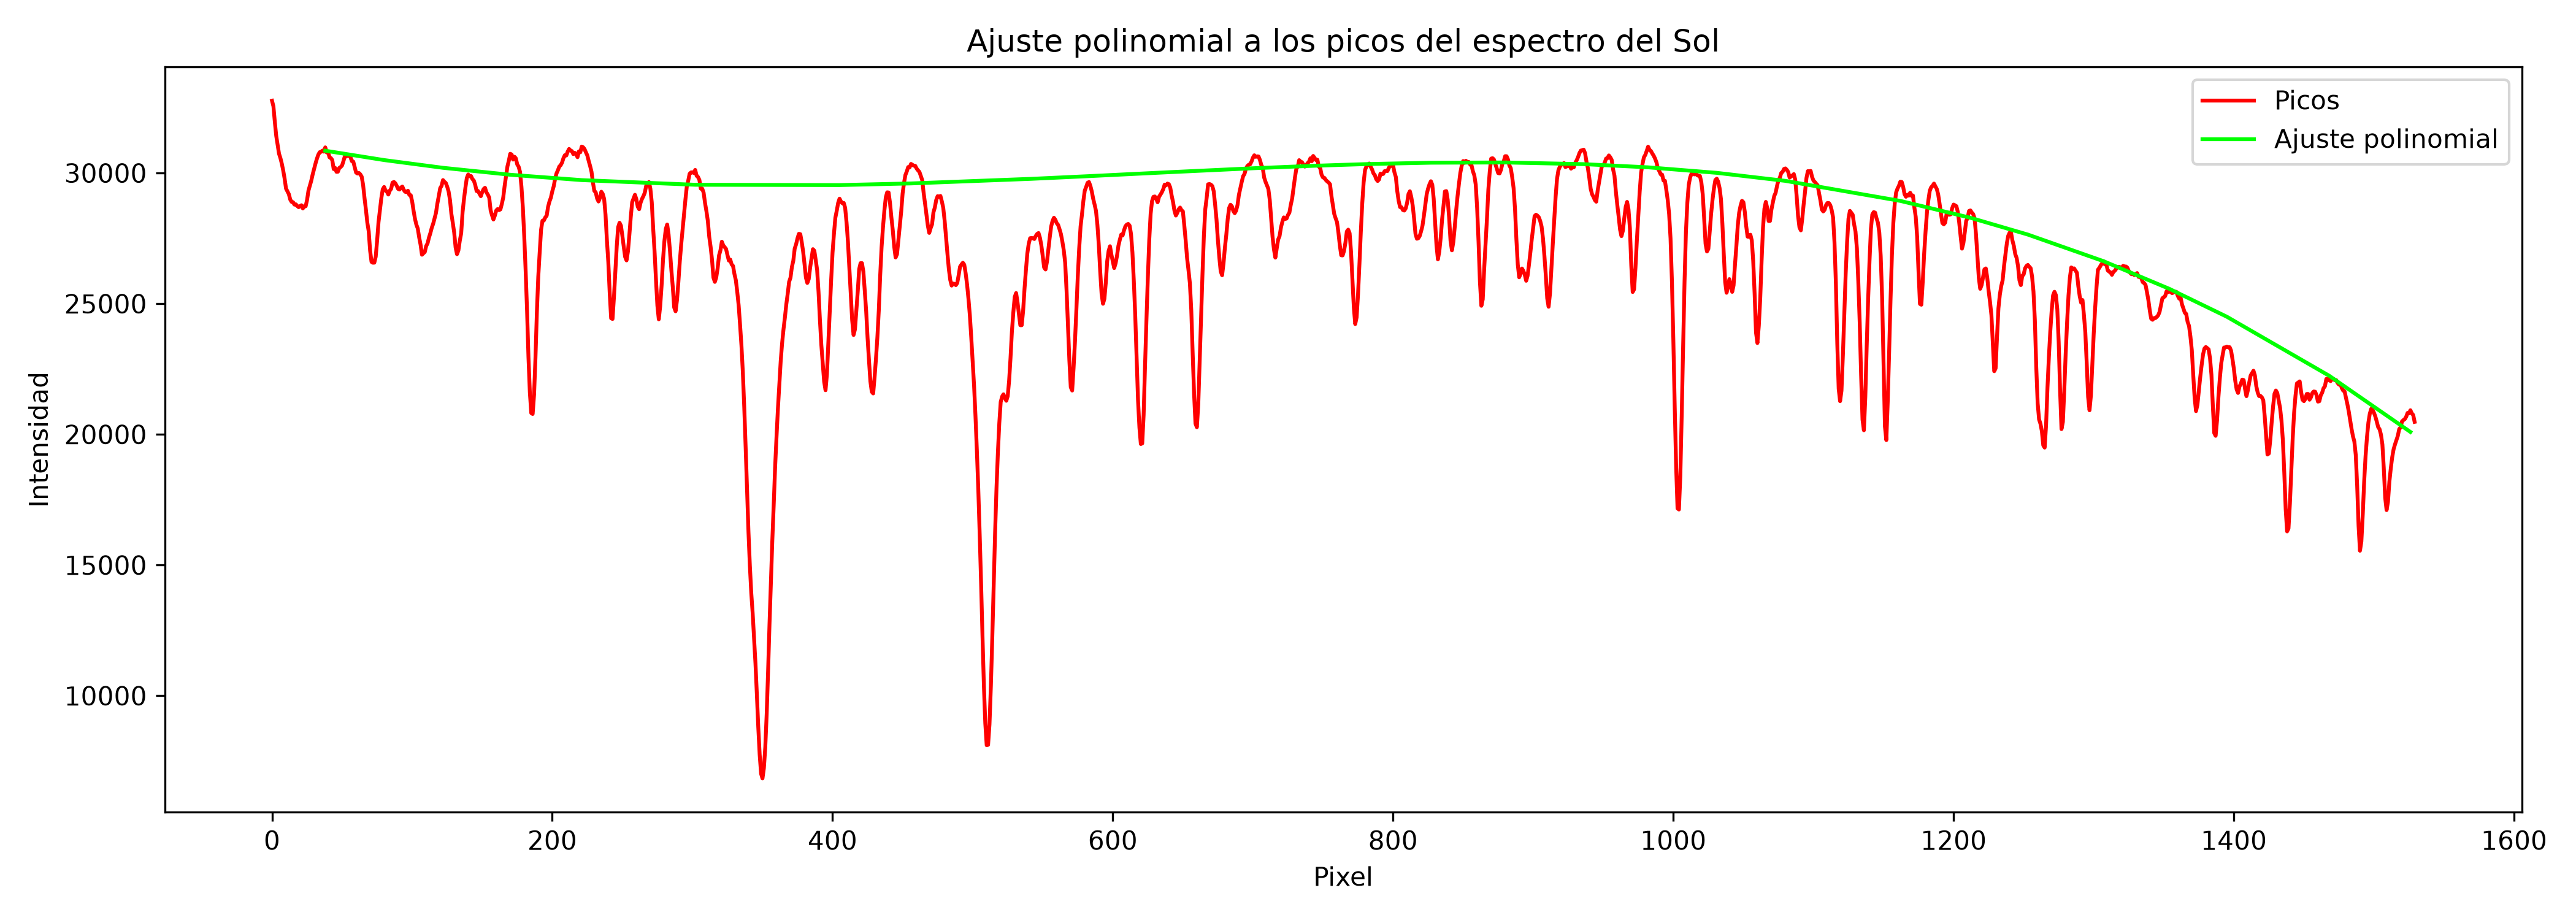 Ajuste polinomial a los picos del espectro del Sol
Picos
Ajuste polinomial
Intensidad
30000
25000
20000
15000
10000
0 200 400 600 800 1000 1200 1400 1600
Pixel